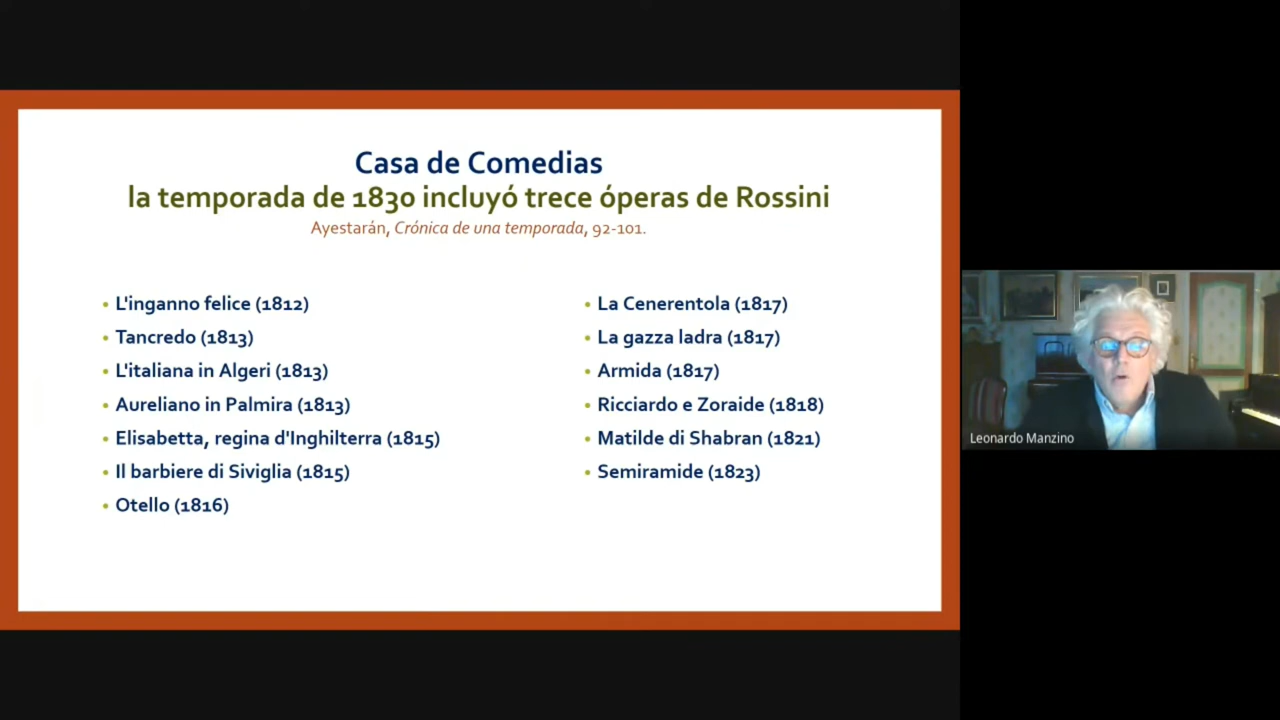 Casa de Comedias
la temporada de 1830 incluyó trece óperas de Rossini
Ayestarán, Crónica de una temporada, 92-101.
• L'inganno felice (1812)
• Tancredo (1813)
• L'italiana in Algeri (1813)
• Aureliano in Palmira (1813)
• Elisabetta, regina d'Inghilterra (1815)
• Il barbiere di Siviglia (1815)
• Otello (1816)
• La Cenerentola (1817)
• La gazza ladra (1817)
• Armida (1817)
• Ricciardo e Zoraide (1818)
• Matilde di Shabran (1821)
• Semiramide (1823)
Leonardo Manzino